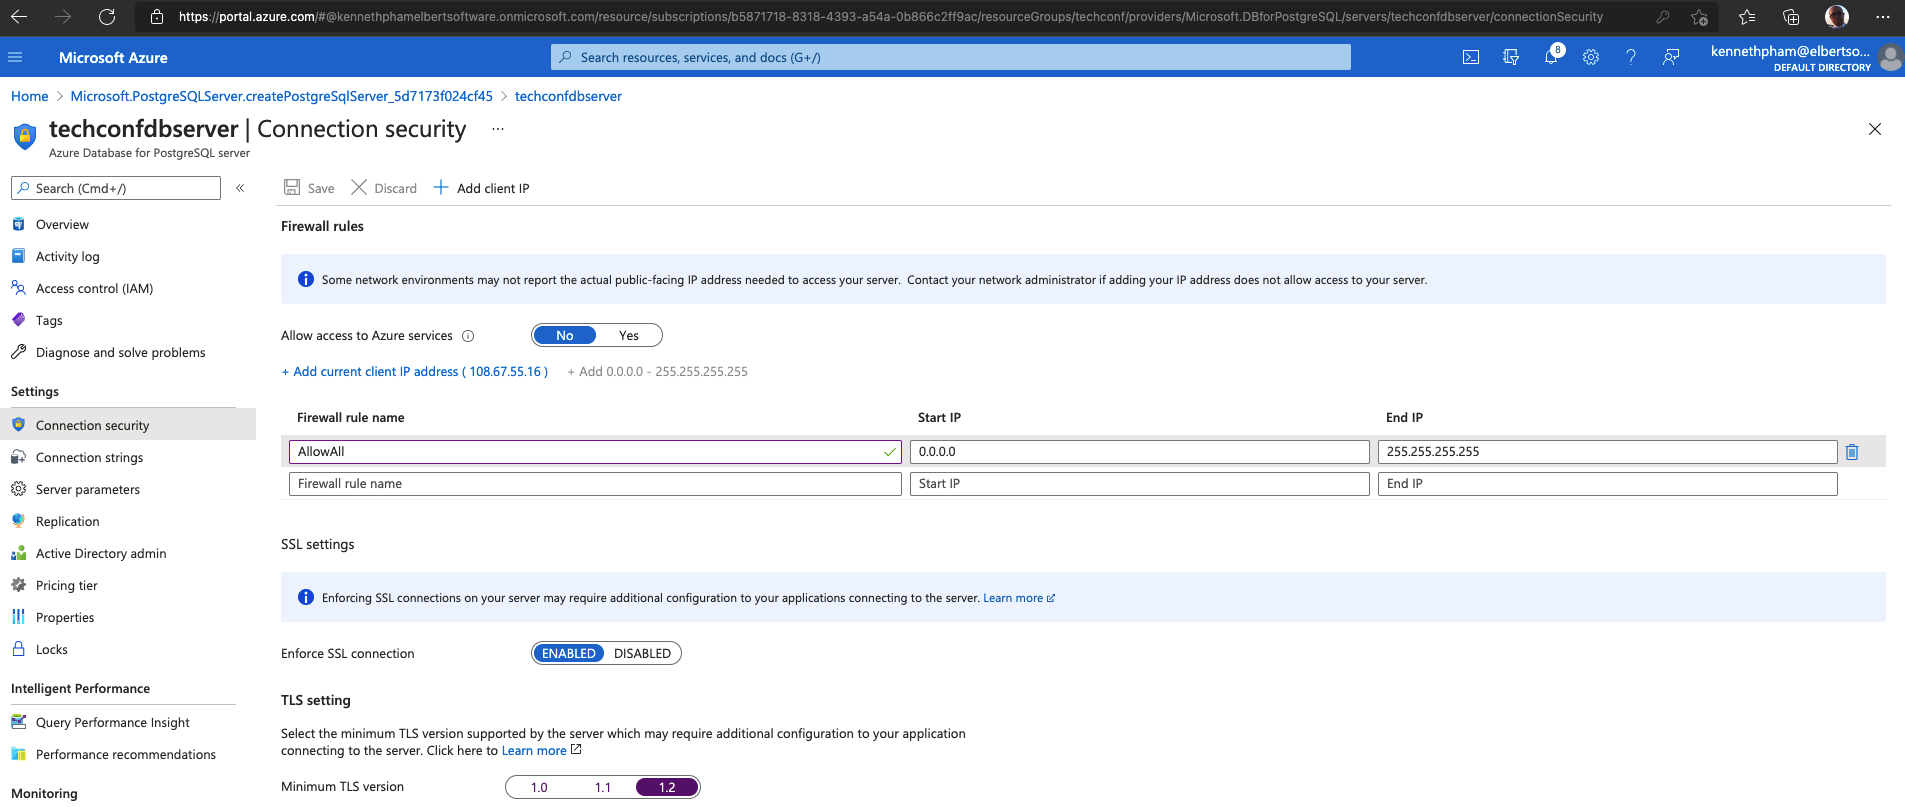 https://portal.azure.com/#@kennethphamelbertsoftware.onmicrosoft.com/resource/subscriptions/b5871718-8318-4393-a54a-0b866c2ff9ac/resourceGroups/techconf/providers/Microsoft.DBforPostgreSQL/servers/techconfdbserver/connectionSecurity
Microsoft Azure
Search resources, services, and docs (G+/)
8
kennethpham@elbertso...
DEFAULT DIRECTORY
Home > Microsoft.PostgreSQLServer.createPostgreSqlServer_5d7173f024cf45 > techconfdbserver
techconfdbserver | Connection security ...
Azure Database for PostgreSQL server
Search (Cmd+/)
«
Overview
Activity log
Access control (IAM)
Tags
Diagnose and solve problems
Settings
Connection security
Connection strings
Server parameters
Replication
Active Directory admin
Pricing tier
Properties
Locks
Intelligent Performance
Query Performance Insight
Performance recommendations
Monitoring
Save Discard + Add client IP
Firewall rules
Some network environments may not report the actual public-facing IP address needed to access your server. Contact your network administrator if adding your IP address does not allow access to your server.
Allow access to Azure services No Yes
+ Add current client IP address ( 108.67.55.16 ) + Add 0.0.0.0 - 255.255.255.255
Firewall rule name Start IP End IP
AllowAll 0.0.0.0 255.255.255.255
Firewall rule name Start IP End IP
SSL settings
Enforcing SSL connections on your server may require additional configuration to your applications connecting to the server. Learn more
Enforce SSL connection ENABLED DISABLED
TLS setting
Select the minimum TLS version supported by the server which may require additional configuration to your application
connecting to the server. Click here to Learn more
Minimum TLS version 1.0 1.1 1.2